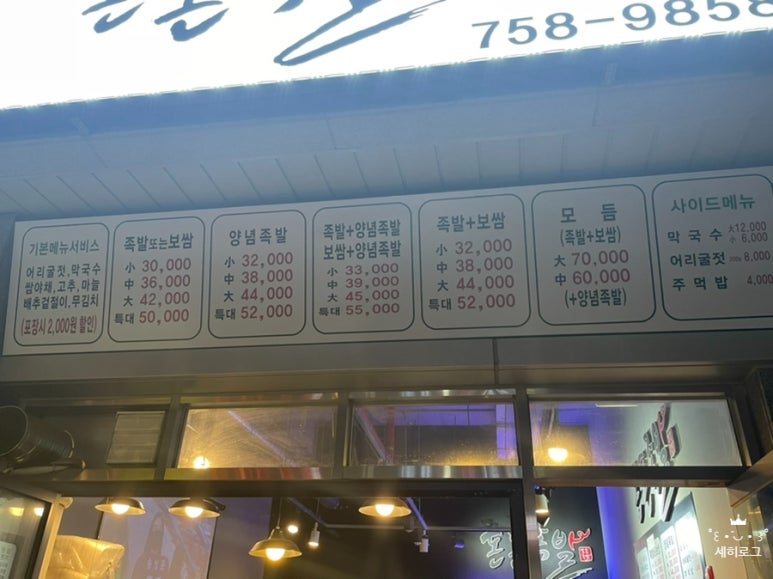 758-9858
기본메뉴서비스
어리굴젓,막국수
쌈야채,고추,마늘
배추겉절이,무김치
(포장시 2,000원 할인)
족발또는보쌈
小 30,000
中 36,000
大 42,000
특대 50,000
양념족발
小 32,000
中 38,000
大 44,000
특대 52,000
족발+양념족발
보쌈+양념족발
小 33,000
中 39,000
大 45,000
특대 55,000
족발+보쌈
小 32,000
中 38,000
大 44,000
특대 52,000
모듬
(족발+보쌈)
大 70,000
中 60,000
(+양념족발)
사이드메뉴
막국수 大12,000
小 6,000
어리굴젓 200g 8,000
주먹밥 4,000
세히로그